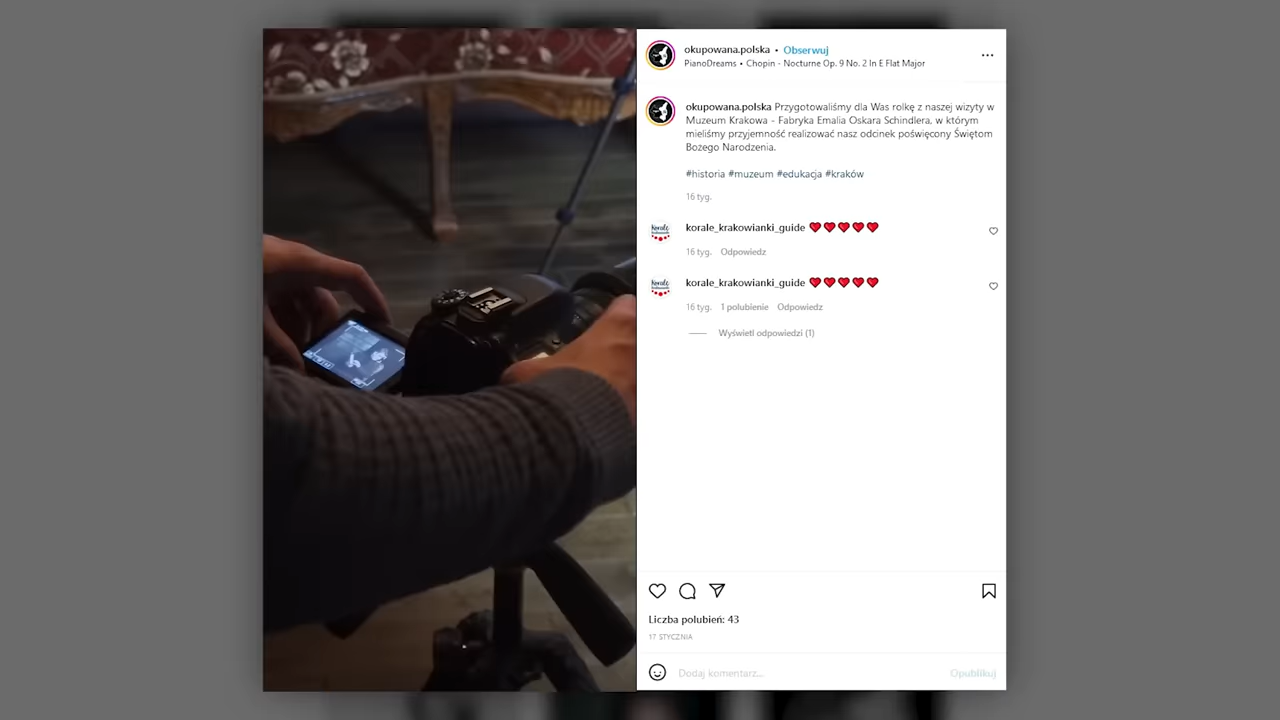 okupowana.polska • Obserwuj
PianoDreams • Chopin - Nocturne Op. 9 No. 2 In E Flat Major
okupowana.polska Przygotowaliśmy dla Was rolkę z naszej wizyty w
Muzeum Krakowa - Fabryka Emalia Oskara Schindlera, w którym
mieliśmy przyjemność realizować nasz odcinek poświęcony Świętom
Bożego Narodzenia.
#historia #muzeum #edukacja #kraków
16 tyg.
korale_krakowianki_guide ❤️❤️❤️❤️❤️
16 tyg. Odpowiedz
korale_krakowianki_guide ❤️❤️❤️❤️❤️
16 tyg. 1 polubienie Odpowiedz
Wyświetl odpowiedzi (1)
Liczba polubień: 43
17 STYCZNIA
Dodaj komentarz... Opublikuj